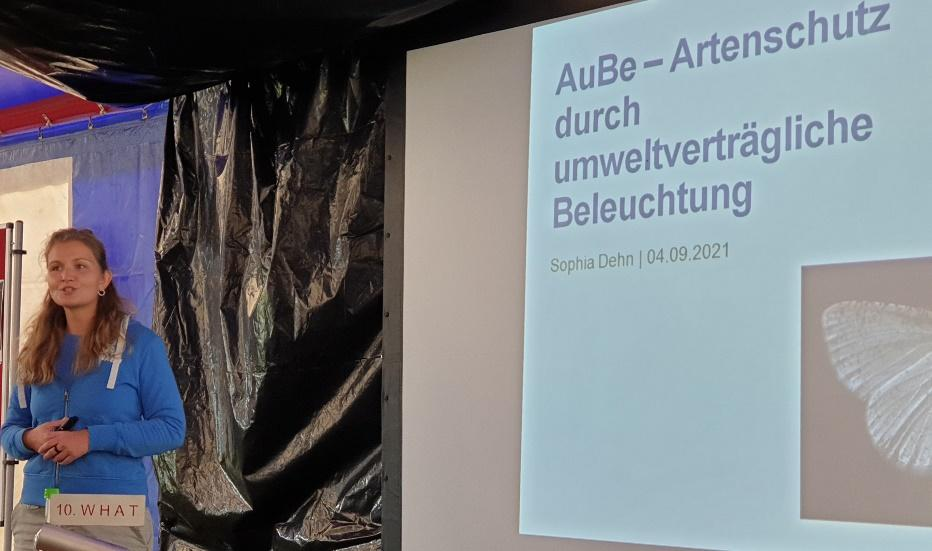 AuBe – Artenschutz
durch
umweltverträgliche
Beleuchtung
Sophia Dehn | 04.09.2021
10. WHAT